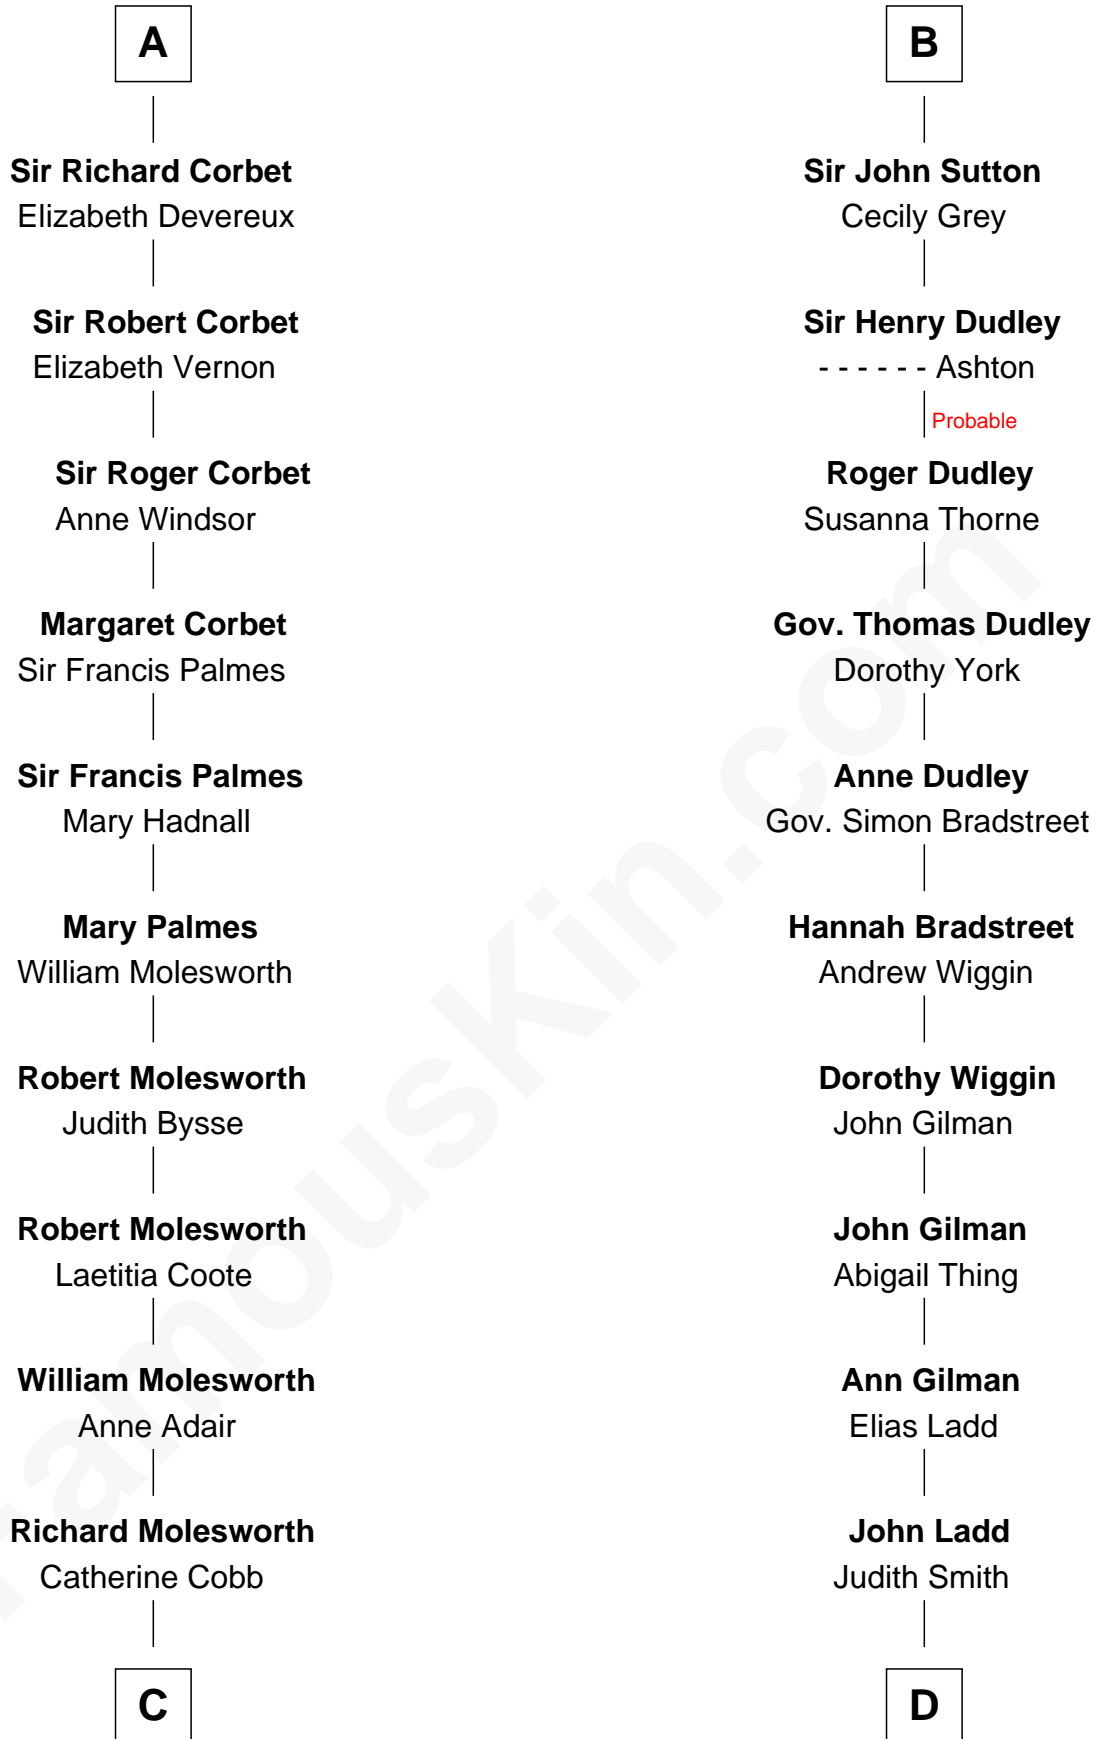 A
Sir Richard Corbet
Elizabeth Devereux
Sir Robert Corbet
Elizabeth Vernon
Sir Roger Corbet
Anne Windsor
Margaret Corbet
Sir Francis Palmes
Sir Francis Palmes
Mary Hadnall
Mary Palmes
William Molesworth
Robert Molesworth
Judith Bysse
Robert Molesworth
Laetitia Coote
William Molesworth
Anne Adair
Richard Molesworth
Catherine Cobb
C
B
Sir John Sutton
Cecily Grey
Sir Henry Dudley
- - - - - - Ashton
Probable
Roger Dudley
Susanna Thorne
Gov. Thomas Dudley
Dorothy York
Anne Dudley
Gov. Simon Bradstreet
Hannah Bradstreet
Andrew Wiggin
Dorothy Wiggin
John Gilman
John Gilman
Abigail Thing
Ann Gilman
Elias Ladd
John Ladd
Judith Smith
D
FamousKin.com